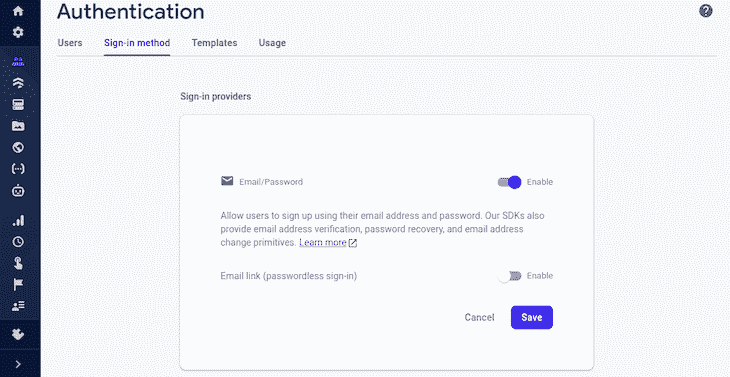 Authentication
Users Sign-in method Templates Usage
Sign-in providers
Email/Password Enable
Allow users to sign up using their email address and password. Our SDKs also
provide email address verification, password recovery, and email address
change primitives. Learn more
Email link (passwordless sign-in) Enable
Cancel Save